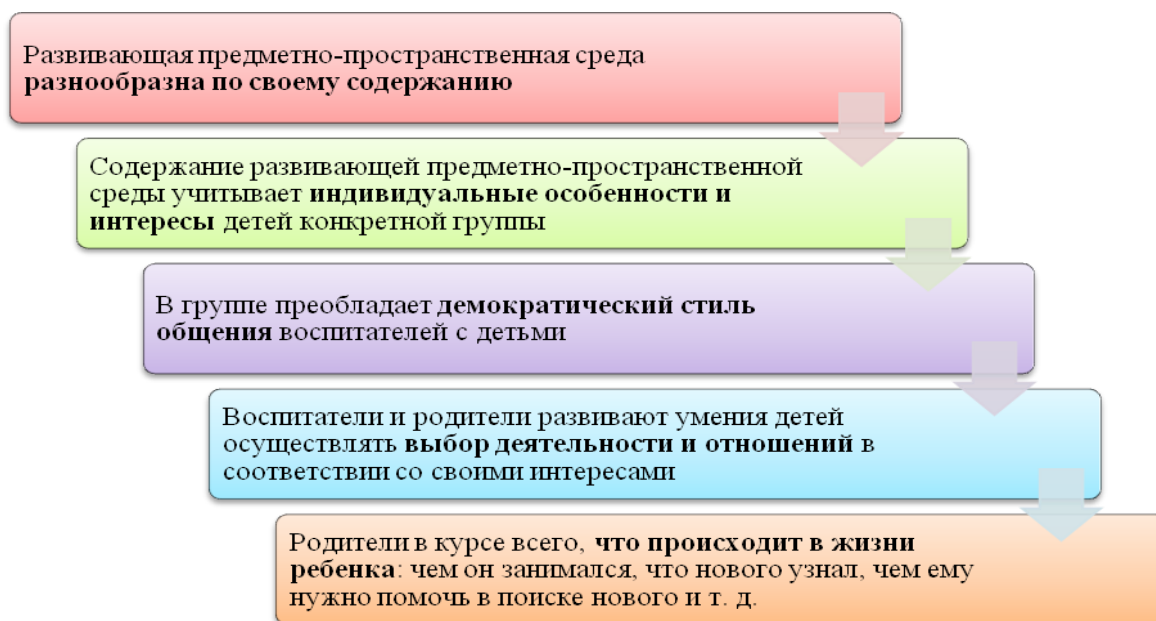 Развивающая предметно-пространственная среда
разнообразна по своему содержанию
Содержание развивающей предметно-пространственной
среды учитывает индивидуальные особенности и
интересы детей конкретной группы
В группе преобладает демократический стиль
общения воспитателей с детьми
Воспитатели и родители развивают умения детей
осуществлять выбор деятельности и отношений в
соответствии со своими интересами
Родители в курсе всего, что происходит в жизни
ребенка: чем он занимался, что нового узнал, чем ему
нужно помочь в поиске нового и т. д.